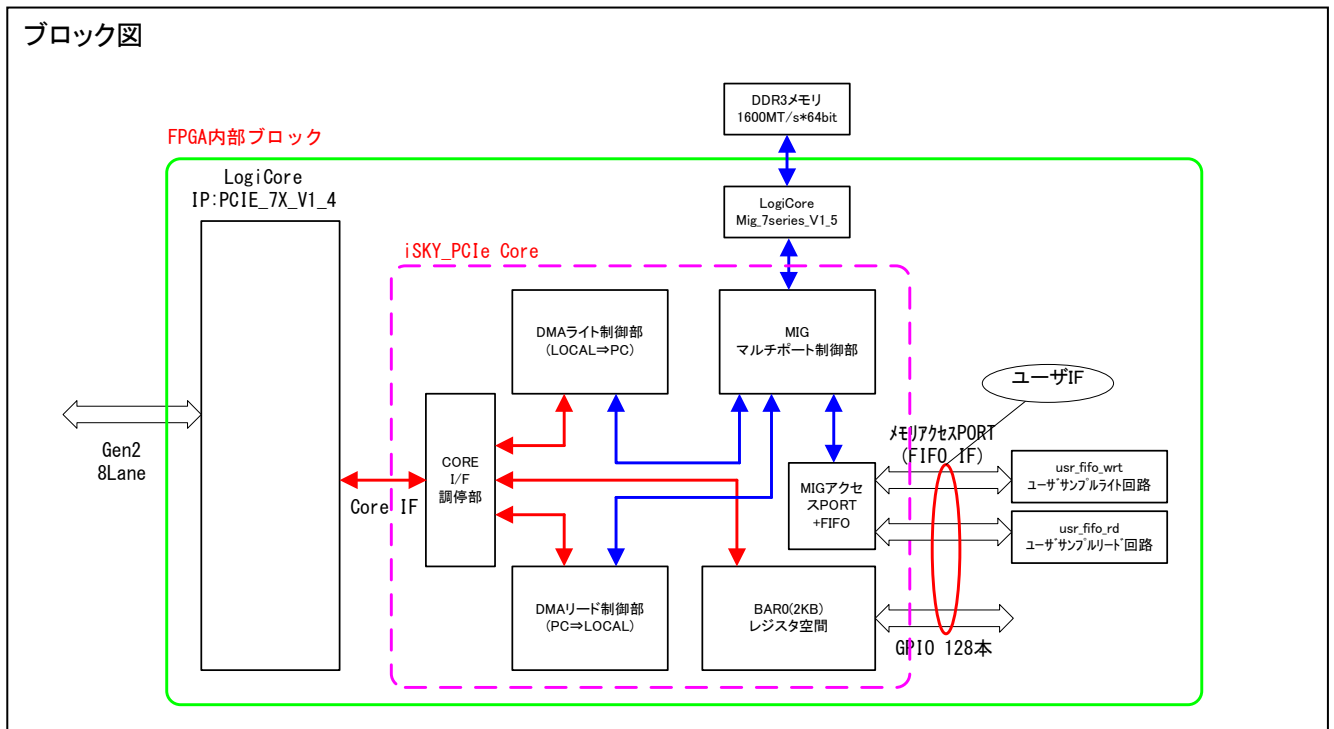 ブロック図
DDR3メモリ
1600MT/s*64bit
FPGA内部ブロック
LogiCore
IP:PCIE_7X_V1_4
LogiCore
Mig_7series_V1_5
iSKY_PCIe Core
DMAライト制御部
(LOCAL⇒PC)
MIG
マルチポート制御部
ユーザIF
Gen2
8Lane
Core IF
CORE
I/F
調停部
メモリアクセスPORT
(FIFO IF)
MIGアクセ
スPORT
+FIFO
usr_fifo_wrt
ユーザサンプルライト回路
usr_fifo_rd
ユーザサンプルリード回路
DMAリード制御部
(PC⇒LOCAL)
BAR0(2KB)
レジスタ空間
GPIO 128本